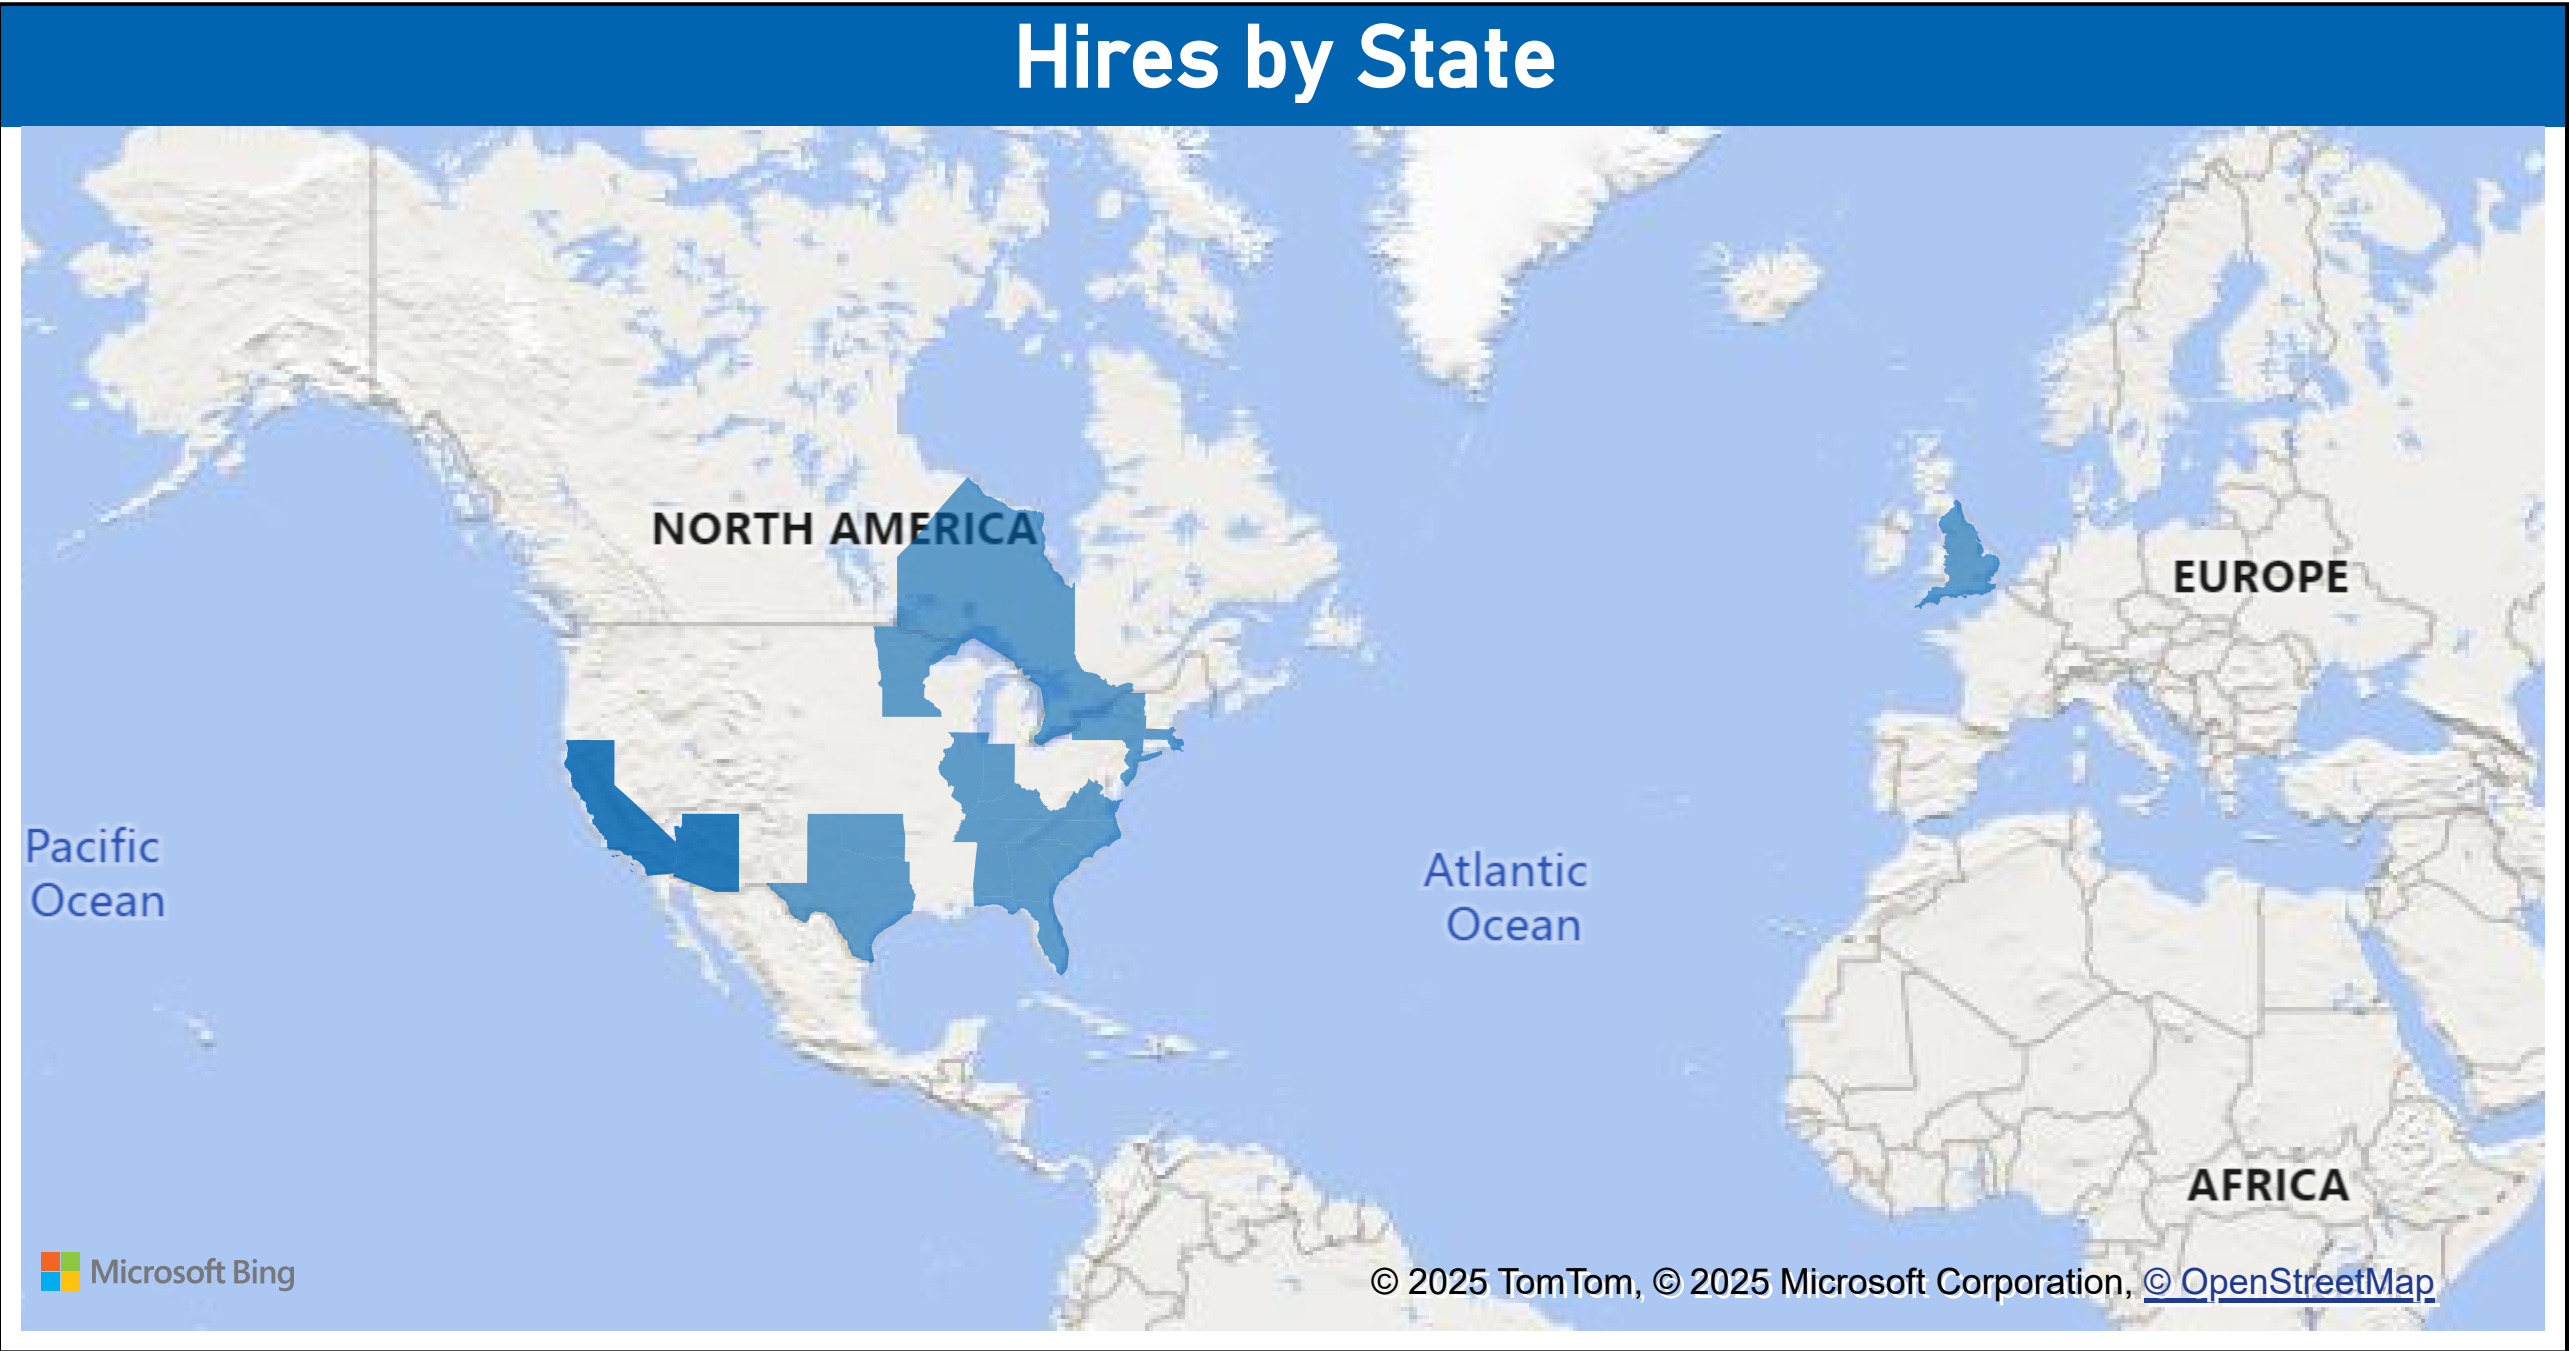 Hires by State
NORTH AMERICA
EUROPE
Pacific
Ocean
Atlantic
Ocean
AFRICA
Microsoft Bing
© 2025 TomTom, © 2025 Microsoft Corporation, © OpenStreetMap